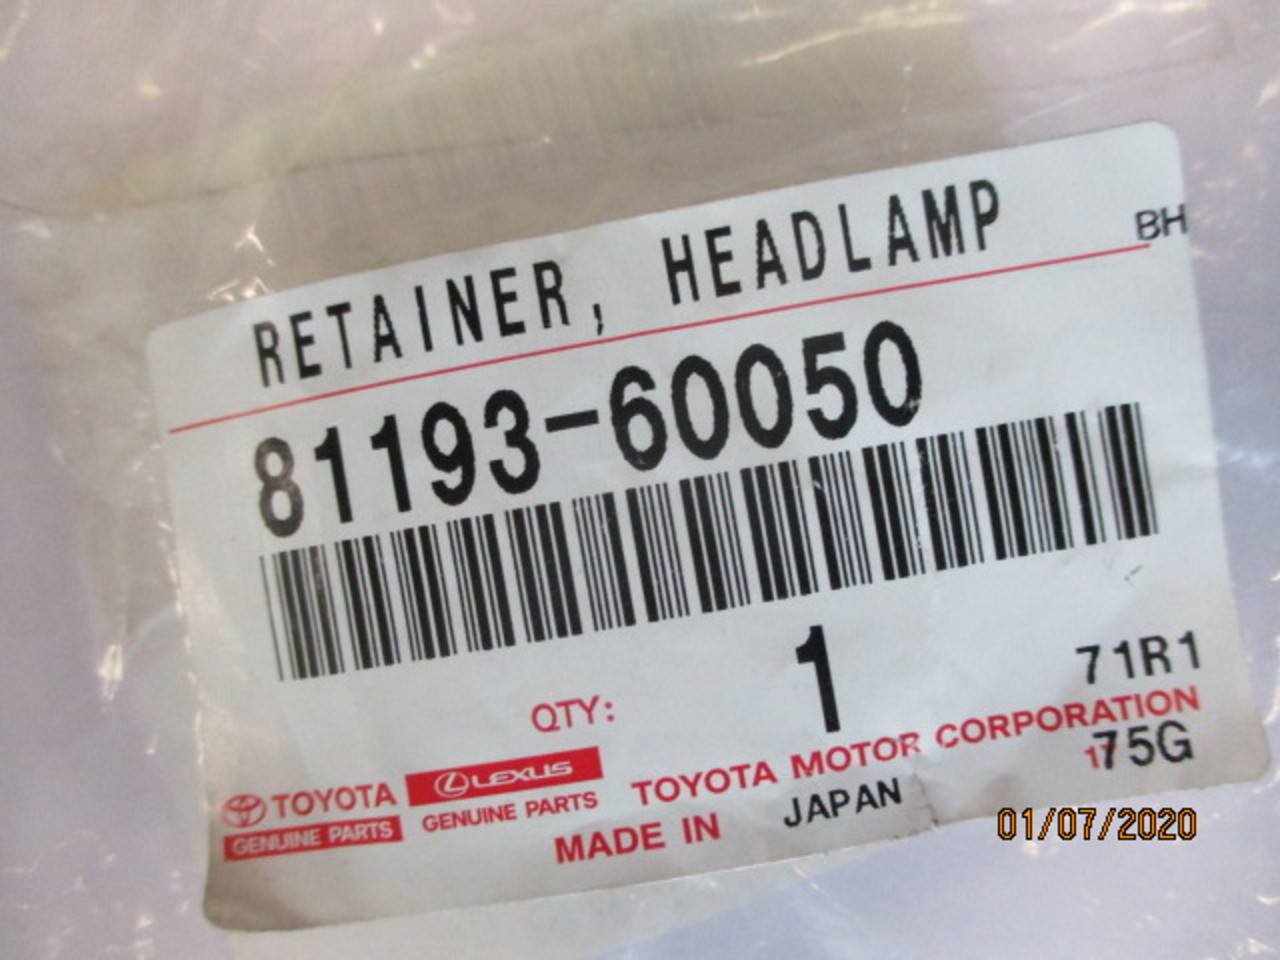 RETAINER, HEADLAMP
BH
81193-60050
QTY: 1
71R1
TOYOTA
GENUINE PARTS
LEXUS
GENUINE PARTS
TOYOTA MOTOR CORPORATION
75G
MADE IN JAPAN
01/07/2020